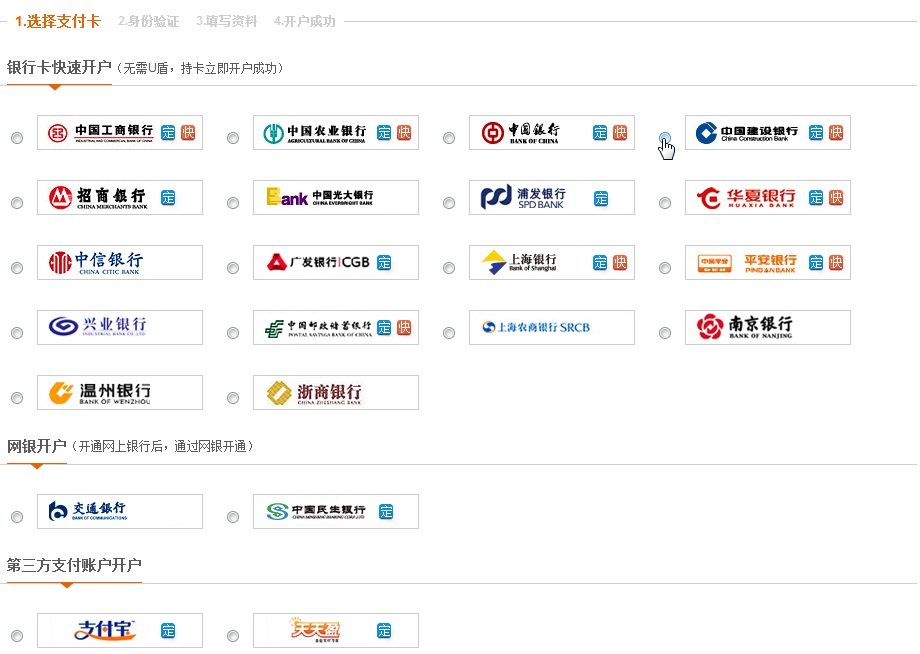 1.选择支付卡 2.身份验证 3.填写资料 4.开户成功
银行卡快速开户（无需U盾，持卡立即开户成功）
中国工商银行 定 快 中国农业银行 定 快 中国银行 定 快 中国建设银行 定 快
INDUSTRIAL AND COMMERCIAL BANK OF CHINA AGRICULTURAL BANK OF CHINA BANK OF CHINA China Construction Bank
招商银行 定 Bank 中国光大银行 浦发银行 定 华夏银行 定 快
CHINA MERCHANTS BANK CHINA EVERBRIGHT BANK SPD BANK HUAXIA BANK
中信银行 广发银行|CGB 定 上海银行 定 快 中国平安 平安银行 定 快
CHINA CITIC BANK Bank of Shanghai PINGAN BANK
兴业银行 中国邮政储蓄银行 定 快 上海农商银行 SRCB 南京银行
INDUSTRIAL BANK CO.,LTD. POSTAL SAVINGS BANK OF CHINA BANK OF NANJING
温州银行 浙商银行
BANK OF WENZHOU CHINA ZHESHANG BANK
网银开户（开通网上银行后，通过网银开通）
交通银行 中国民生银行 定
BANK OF COMMUNICATIONS CHINA MINSHENG BANKING CORP.,LTD.
第三方支付账户开户
支付宝 定 天天盈 定